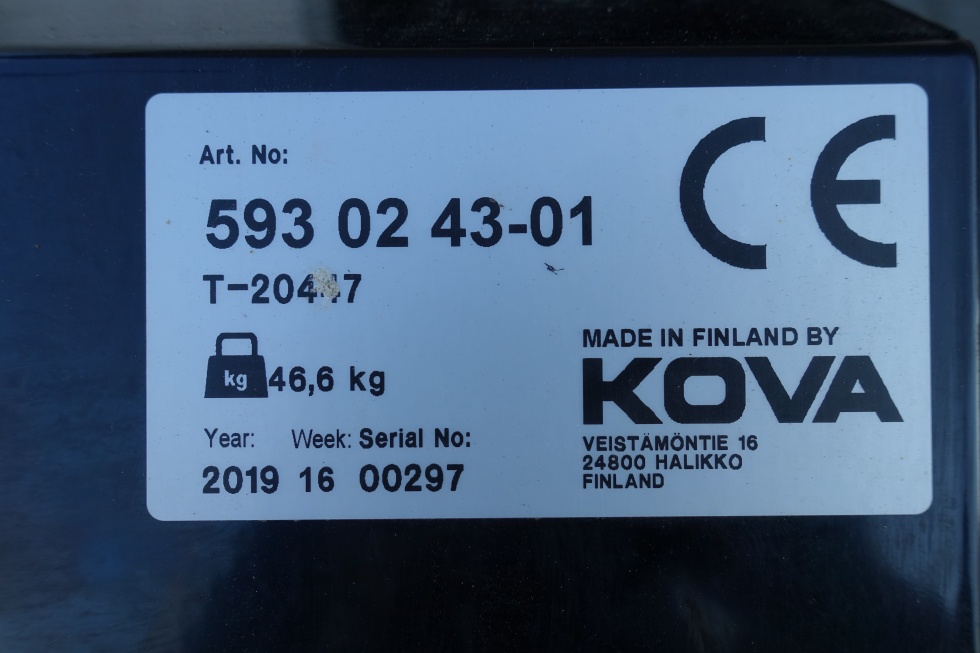 Art. No:
CE
593 02 43-01
kg
46,6 kg
Year: Week: Serial No:
2019 16 00297
MADE IN FINLAND BY
KOVA
VEISTÄMÖNTIE 16
24800 HALIKKO
FINLAND